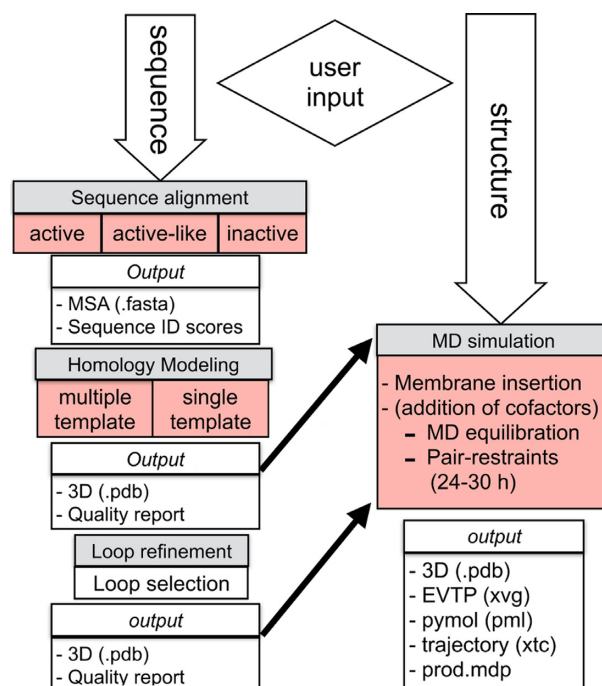 sequence
user
input
structure
Sequence alignment
active active-like inactive
Output
- MSA (.fasta)
- Sequence ID scores
Homology Modeling
multiple
template
single
template
Output
- 3D (.pdb)
- Quality report
Loop refinement
Loop selection
output
- 3D (.pdb)
- Quality report
MD simulation
- Membrane insertion
- (addition of cofactors)
- MD equilibration
- Pair-restraints
(24-30 h)
output
- 3D (.pdb)
- EVTP (xvg)
- pymol (pml)
- trajectory (xtc)
- prod.mdp